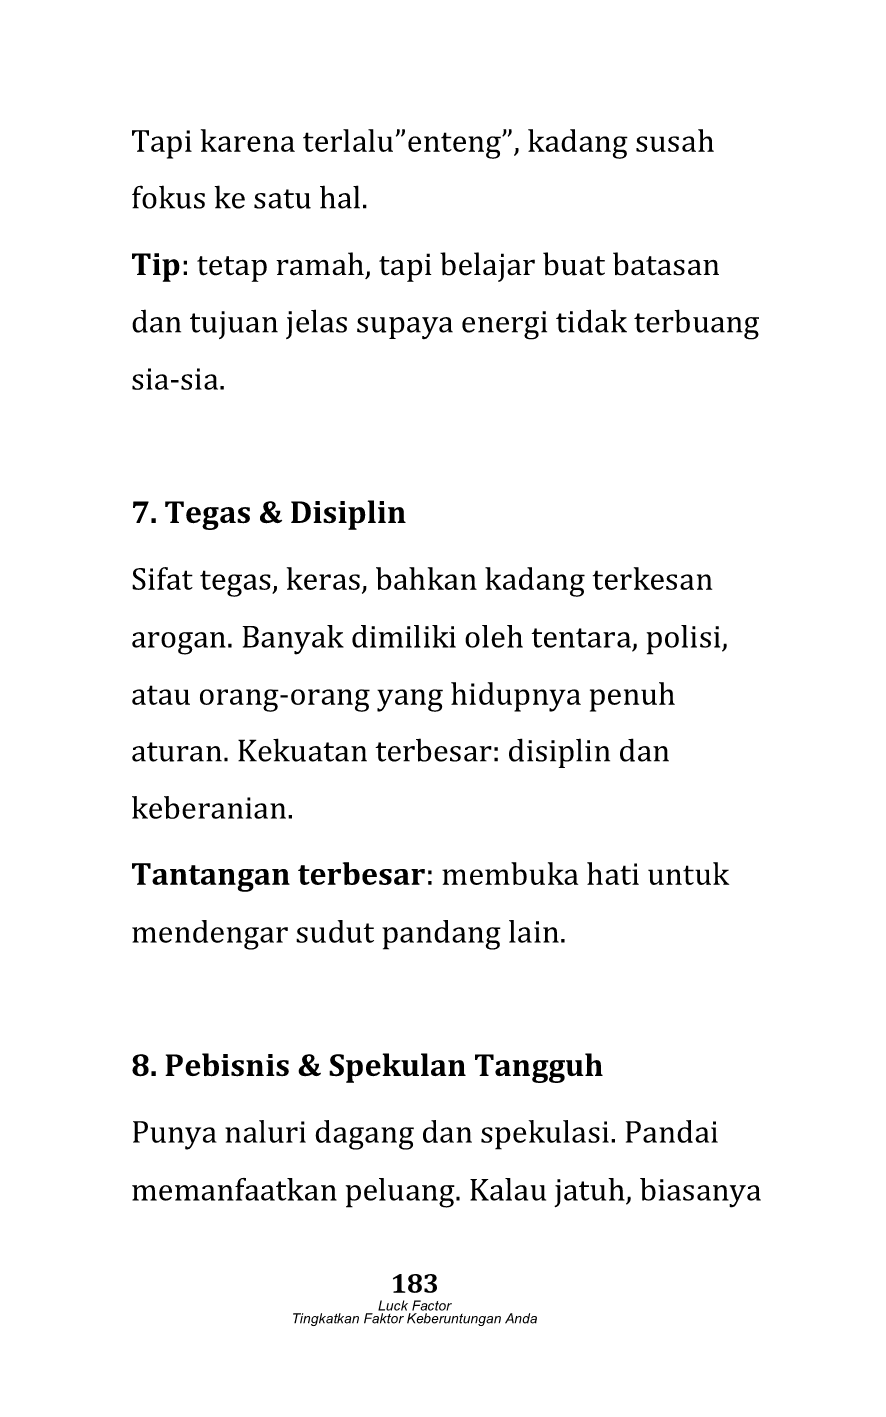 Tapi karena terlalu”enteng”, kadang susah
fokus ke satu hal.
Tip: tetap ramah, tapi belajar buat batasan
dan tujuan jelas supaya energi tidak terbuang
sia-sia.
7. Tegas & Disiplin
Sifat tegas, keras, bahkan kadang terkesan
arogan. Banyak dimiliki oleh tentara, polisi,
atau orang-orang yang hidupnya penuh
aturan. Kekuatan terbesar: disiplin dan
keberanian.
Tantangan terbesar: membuka hati untuk
mendengar sudut pandang lain.
8. Pebisnis & Spekulan Tangguh
Punya naluri dagang dan spekulasi. Pandai
memanfaatkan peluang. Kalau jatuh, biasanya
183
Luck Factor
Tingkatkan Faktor Keberuntungan Anda